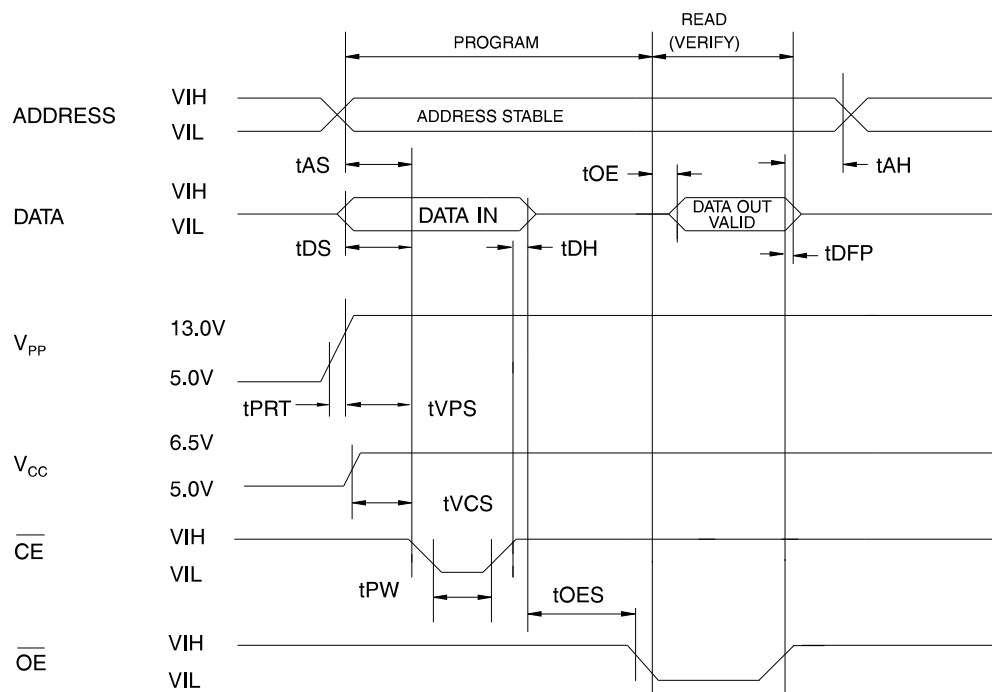 READ
PROGRAM (VERIFY)
ADDRESS VIH
VIL ADDRESS STABLE
tAS tOE tAH
DATA VIH
VIL DATA IN DATA OUT
VALID
tDS tDH tDFP
VPP 13.0V
5.0V
tPRT tVPS
VCC 6.5V
5.0V
tVCS
CE VIH
VIL
tPW tOES
OE VIH
VIL